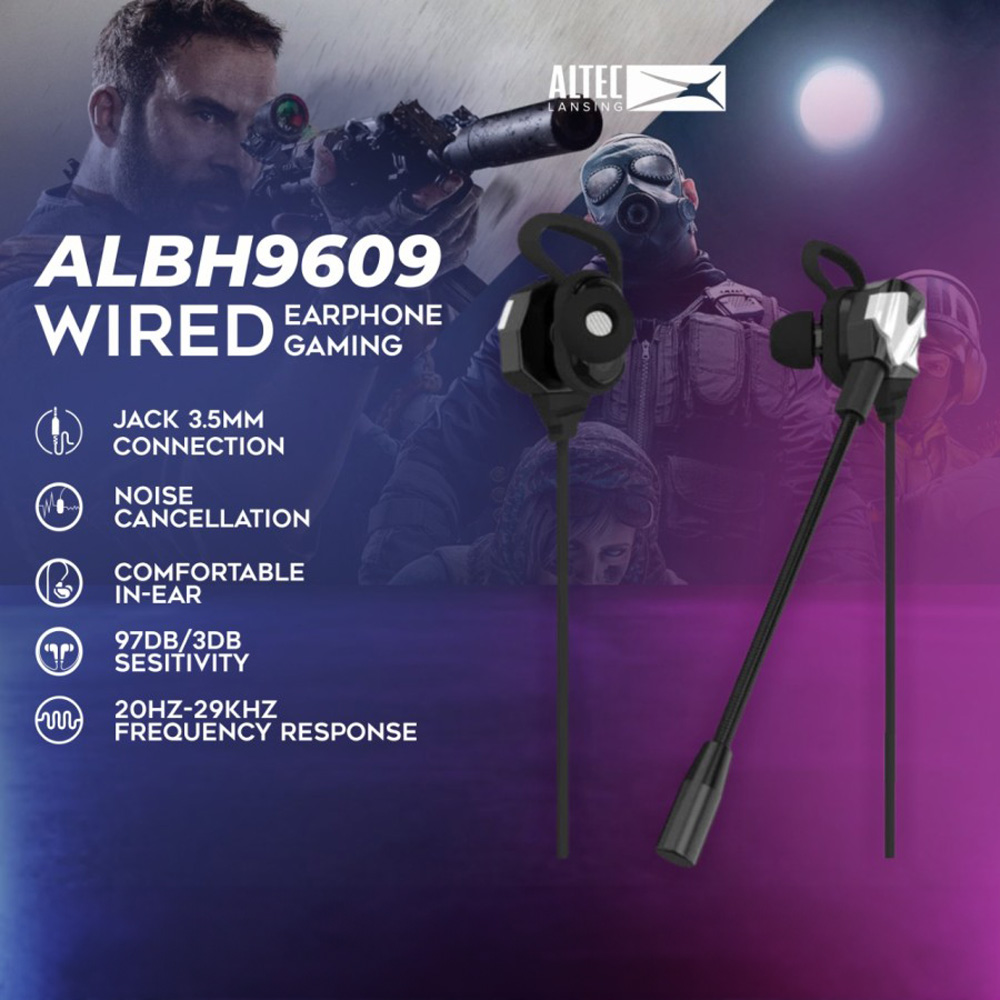 ALTEC
LANSING
ALBH9609
WIRED EARPHONE
GAMING
JACK 3.5MM
CONNECTION
NOISE
CANCELLATION
COMFORTABLE
IN-EAR
97DB/3DB
SESITIVITY
20HZ-29KHZ
FREQUENCY RESPONSE